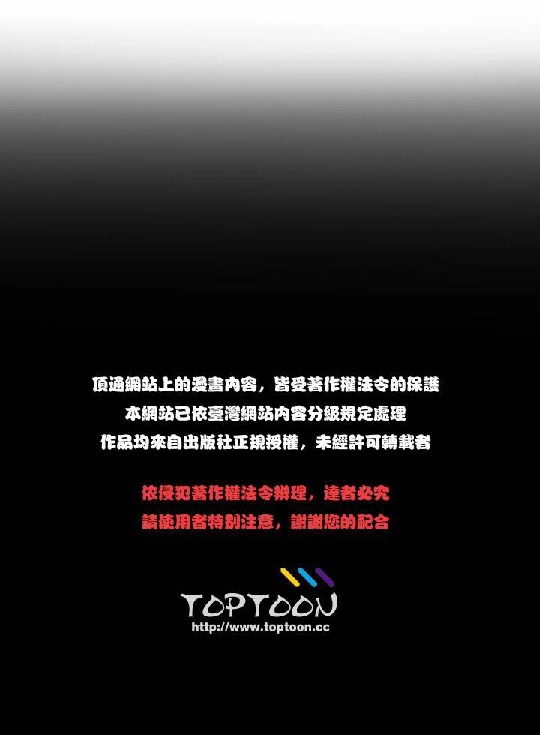 頂通網站上的漫畫內容，皆受著作權法令的保護
本網站已依臺灣網站內容分級規定處理
作品均來自出版社正規授權，未經許可轉載者
依侵犯著作權法令辦理，違者必究
請使用者特別注意，謝謝您的配合
TOPTOON
http://www.toptoon.cc